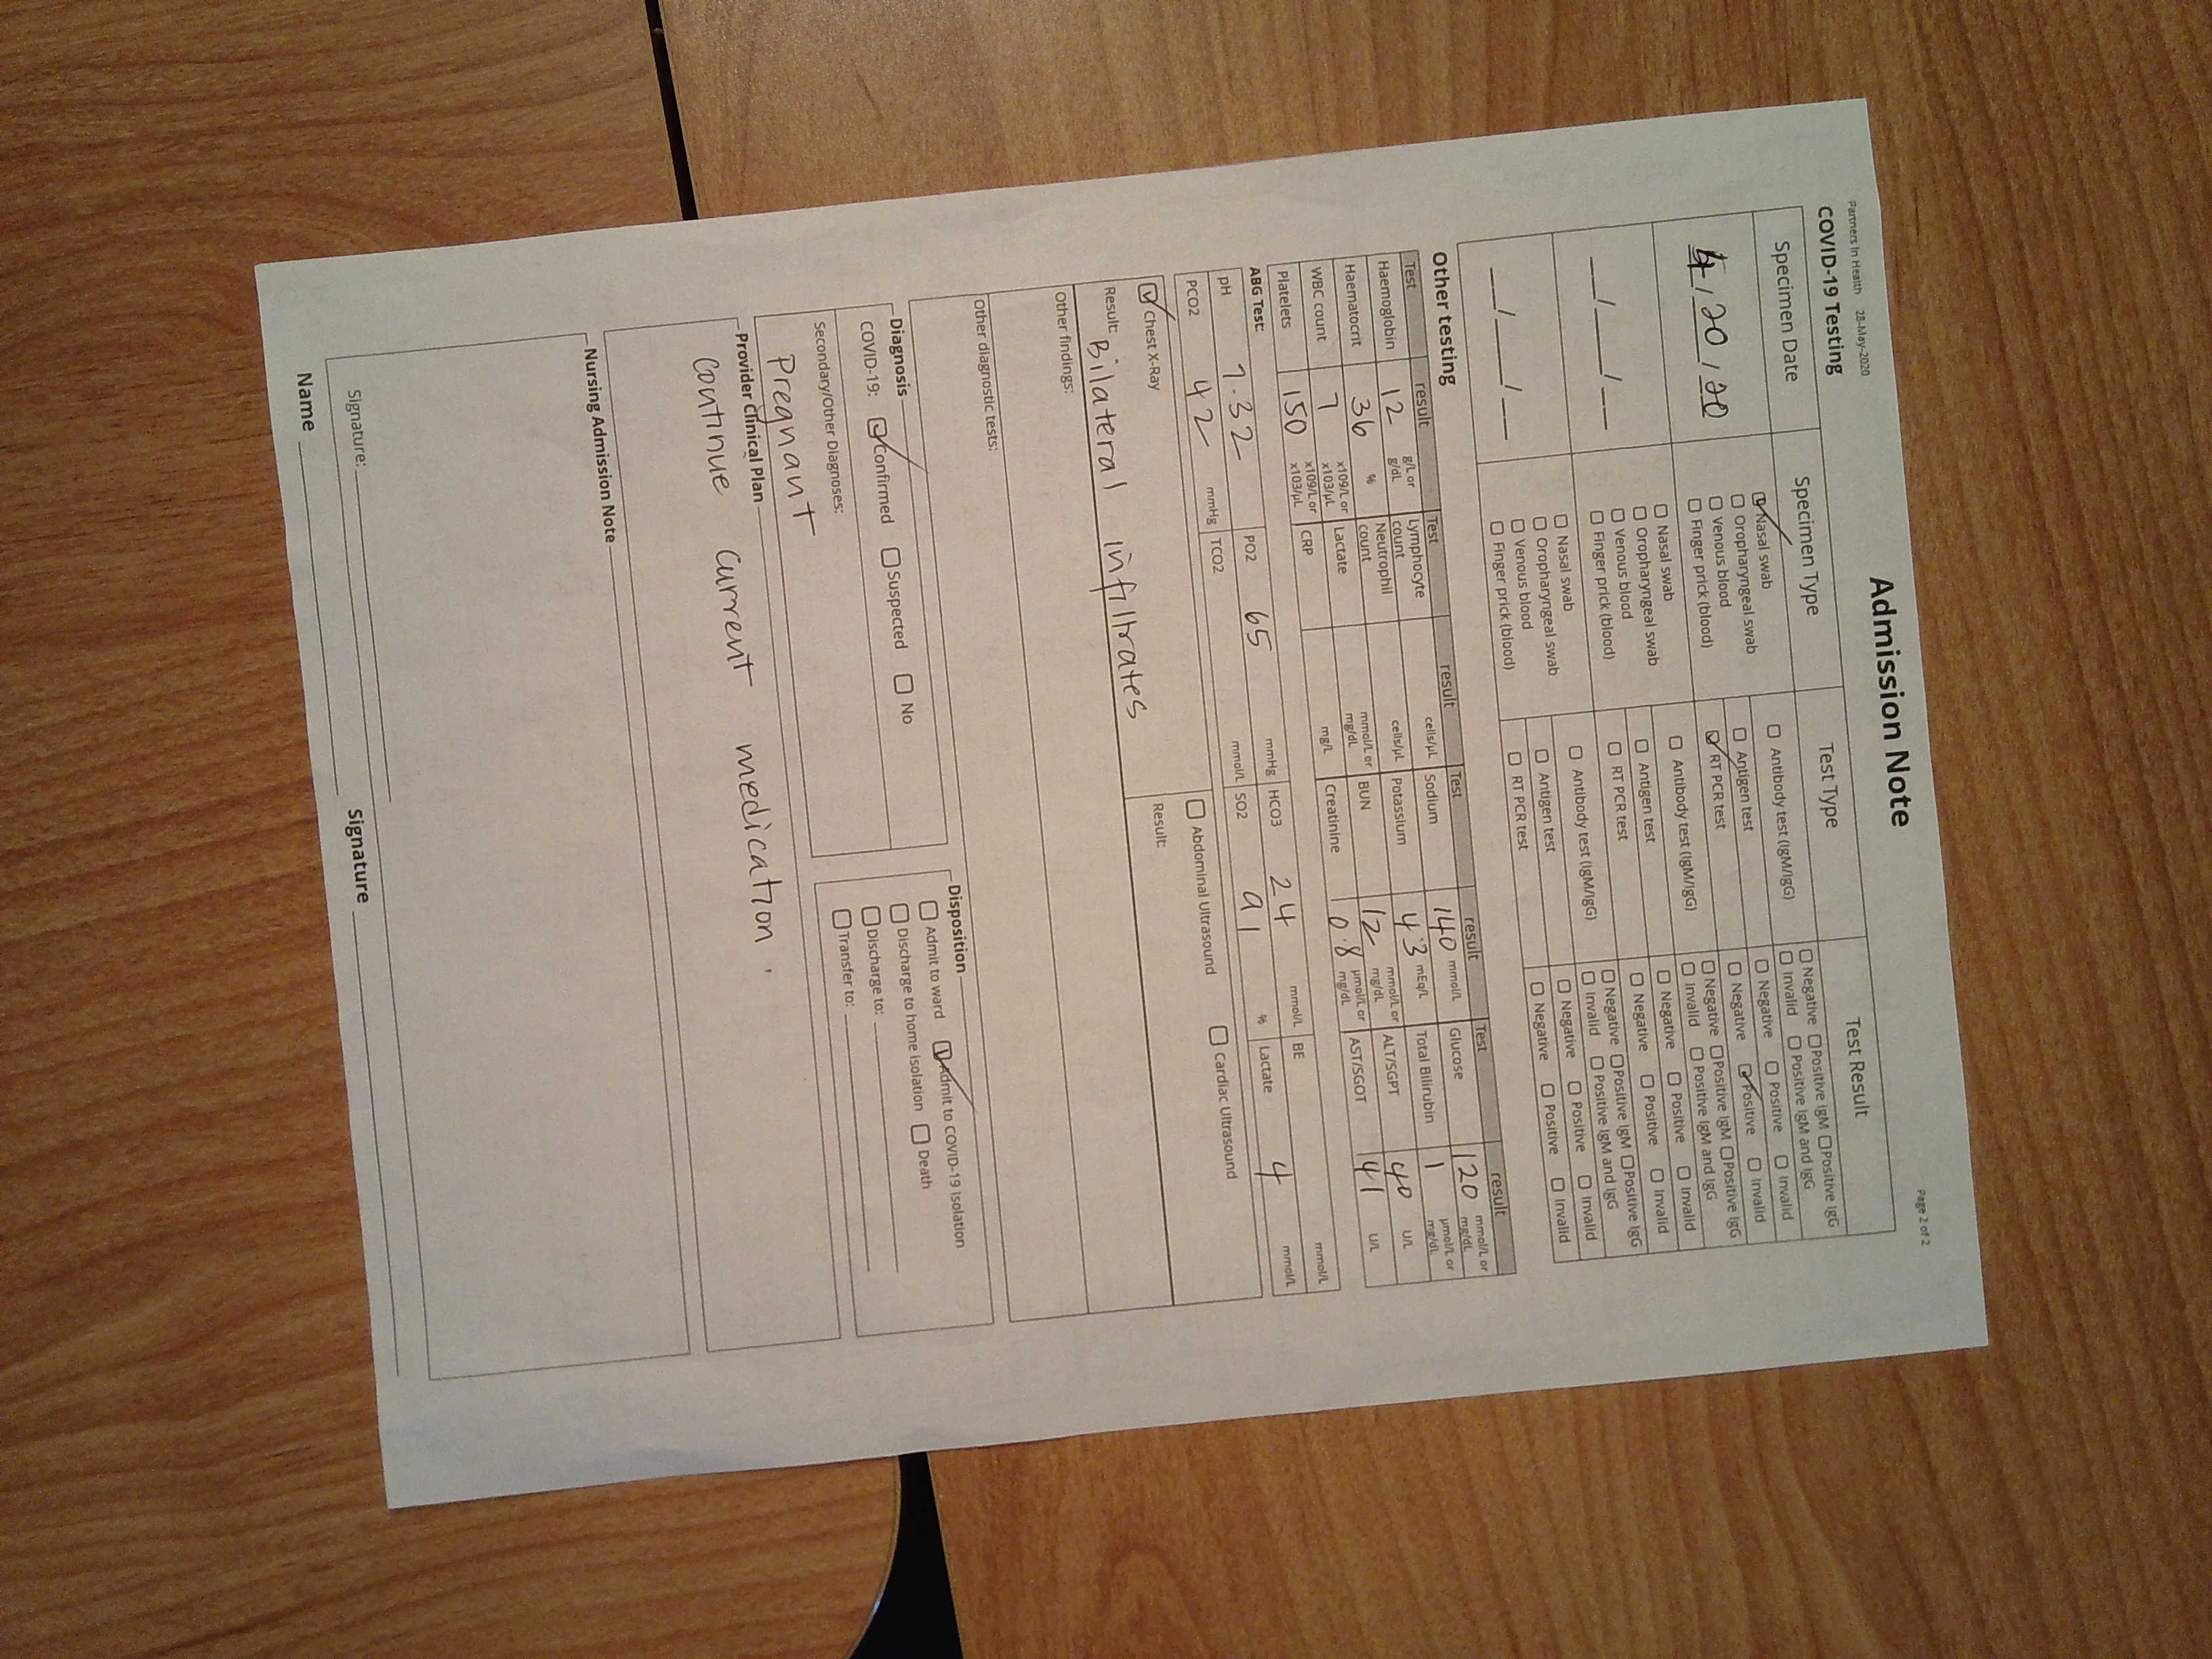 Partners In Health 28-May-2020 Page 2 of 2
Admission Note
COVID-19 Testing
Specimen Date Specimen Type Test Type Test Result
4/20/20
☑ Nasal swab
☐ Oropharyngeal swab
☐ Venous blood
☐ Finger prick (blood)
☐ Antibody test (IgM/IgG) ☐ Negative ☐ Positive IgM ☐ Positive IgG
☐ Invalid ☐ Positive IgM and IgG
☐ Antigen test ☐ Negative ☐ Positive ☐ Invalid
☑ RT PCR test ☐ Negative ☑ Positive ☐ Invalid
__/__/__
☐ Nasal swab
☐ Oropharyngeal swab
☐ Venous blood
☐ Finger prick (blood)
☐ Antibody test (IgM/IgG) ☐ Negative ☐ Positive IgM ☐ Positive IgG
☐ Invalid ☐ Positive IgM and IgG
☐ Antigen test ☐ Negative ☐ Positive ☐ Invalid
☐ RT PCR test ☐ Negative ☐ Positive ☐ Invalid
__/__/__
☐ Nasal swab
☐ Oropharyngeal swab
☐ Venous blood
☐ Finger prick (blood)
☐ Antibody test (IgM/IgG) ☐ Negative ☐ Positive IgM ☐ Positive IgG
☐ Invalid ☐ Positive IgM and IgG
☐ Antigen test ☐ Negative ☐ Positive ☐ Invalid
☐ RT PCR test ☐ Negative ☐ Positive ☐ Invalid
Other testing
Test result Test result Test result Test result
Haemoglobin 12 g/L or g/dL Lymphocyte count cells/µL Sodium 140 mmol/L Glucose 120 mmol/L or mg/dL
Haematocrit 36 % Neutrophil count cells/µL Potassium 4.3 mEq/L Total Bilirubin 1 µmol/L or mg/dL
WBC count 7 x109/L or x103/µL Lactate mmol/L or mg/dL BUN 12 mmol/L or mg/dL ALT/SGPT 40 U/L
Platelets 150 x109/L or x103/µL CRP mg/L Creatinine 0.8 µmol/L or mg/dL AST/SGOT 41 U/L
ABG Test:
pH 7.32 PO2 65 mmHg HCO3 24 mmol/L BE mmol/L
PCO2 42 mmHg TCO2 mmol/L SO2 91 % Lactate 4 mmol/L
☑ Chest X-Ray ☐ Abdominal Ultrasound ☐ Cardiac Ultrasound
Result: Bilateral infiltrates Result:
Other findings:
Other diagnostic tests:
Diagnosis
COVID-19: ☑ Confirmed ☐ Suspected ☐ No
Secondary/Other Diagnoses:
Pregnant
Disposition
☐ Admit to ward ☑ Admit to COVID-19 isolation
☐ Discharge to home isolation ☐ Death
☐ Discharge to:
☐ Transfer to:
Provider Clinical Plan
Continue current medication.
Nursing Admission Note
Signature:
Name Signature